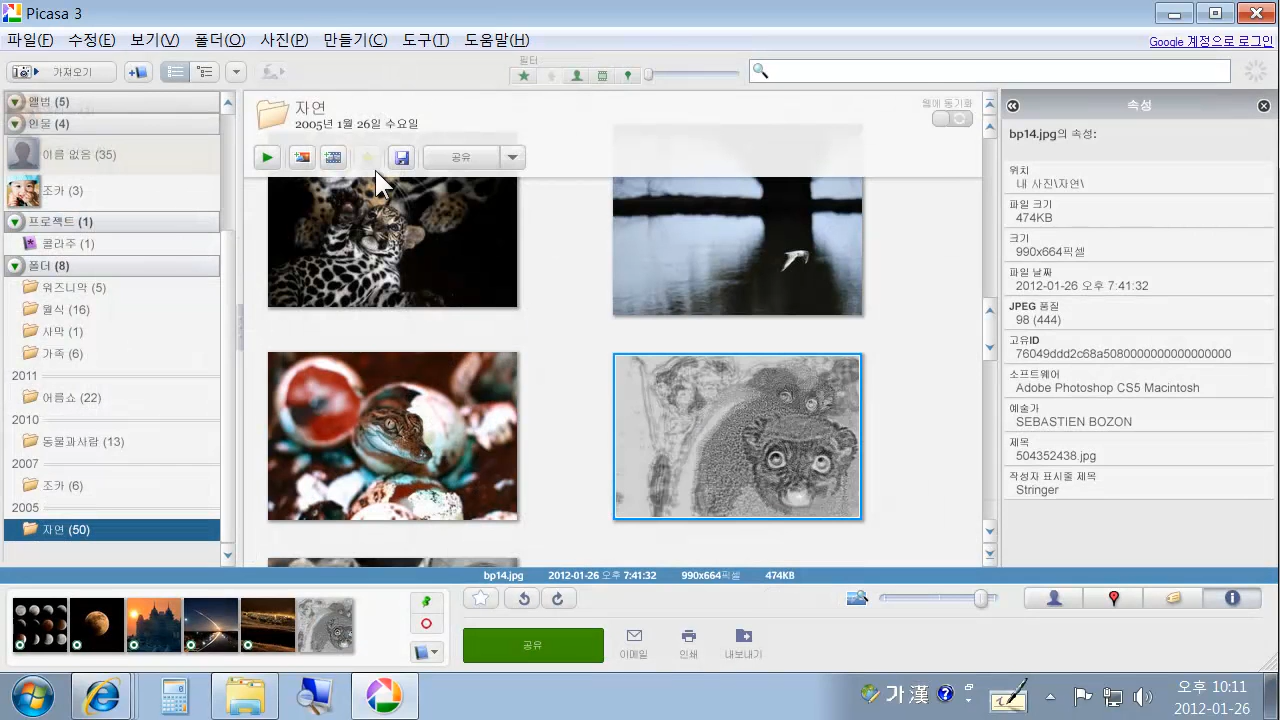 Picasa 3
파일(F) 수정(E) 보기(V) 폴더(O) 사진(P) 만들기(C) 도구(T) 도움말(H)
Google 계정으로 로그인
가져오기
필터
앨범 (5)
인물 (4)
이름 없음 (35)
조카 (3)
프로젝트 (1)
콜라주 (1)
폴더 (8)
워즈니악 (5)
월식 (16)
사막 (1)
가족 (6)
2011
어름쇼 (22)
2010
동물과사람 (13)
2007
조카 (6)
2005
자연 (50)
자연
2005년 1월 26일 수요일
웹에 동기화
공유
속성
bp14.jpg의 속성:
위치
내 사진\자연\
파일 크기
474KB
크기
990x664픽셀
파일 날짜
2012-01-26 오후 7:41:32
JPEG 품질
98 (444)
고유ID
76049ddd2c68a5080000000000000000
소프트웨어
Adobe Photoshop CS5 Macintosh
예술가
SEBASTIEN BOZON
제목
504352438.jpg
작성자 표시줄 제목
Stringer
bp14.jpg 2012-01-26 오후 7:41:32 990x664픽셀 474KB
공유
이메일
인쇄
내보내기
가 漢
오후 10:11
2012-01-26